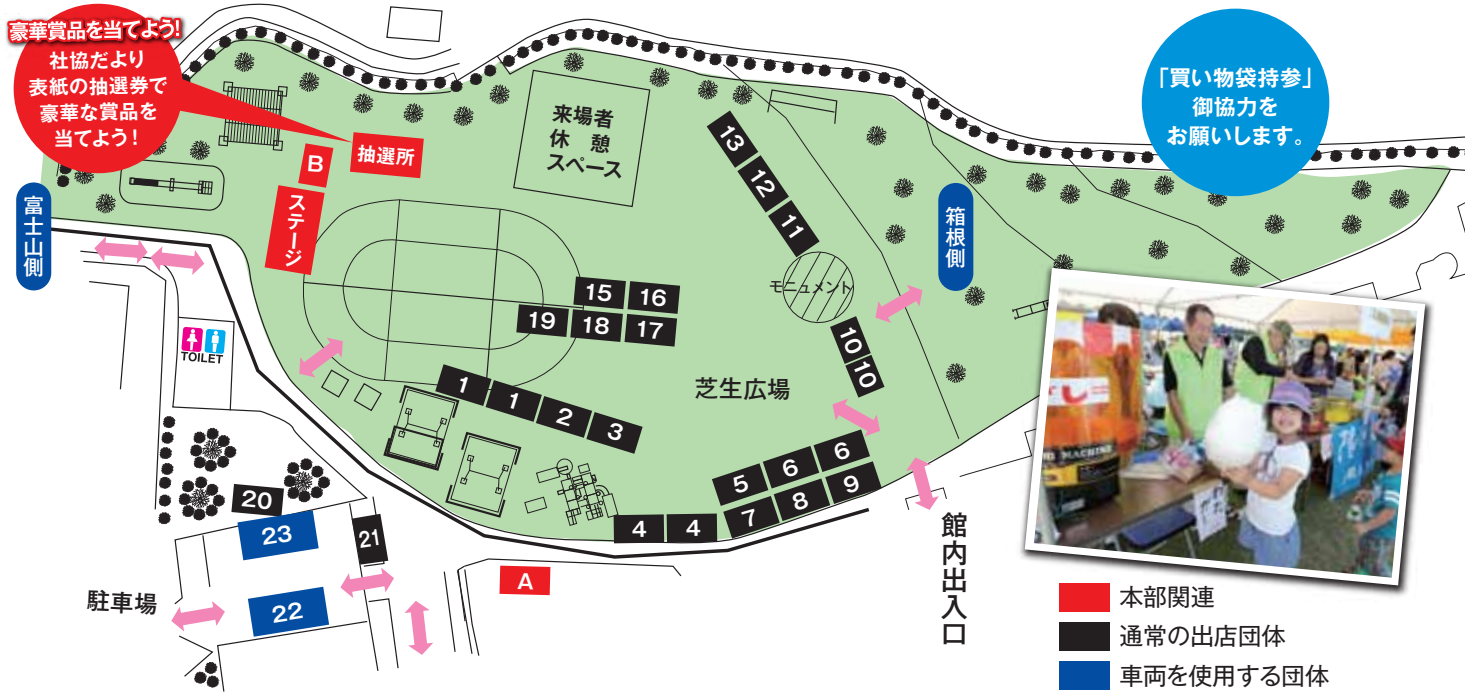 豪華賞品を当てよう!
社協だより
表紙の抽選券で
豪華な賞品を
当てよう!
「買い物袋持参」
御協力を
お願いします。
来場者
休憩
スペース
抽選所
B
ステージ
富士山側
箱根側
13
12
11
モニュメント
10
10
15
16
19
18
17
TOILET
芝生広場
1
1
2
3
5
6
6
7
8
9
4
4
20
23
21
22
A
駐車場
館内出入口
MACHINE
本部関連
通常の出店団体
車両を使用する団体